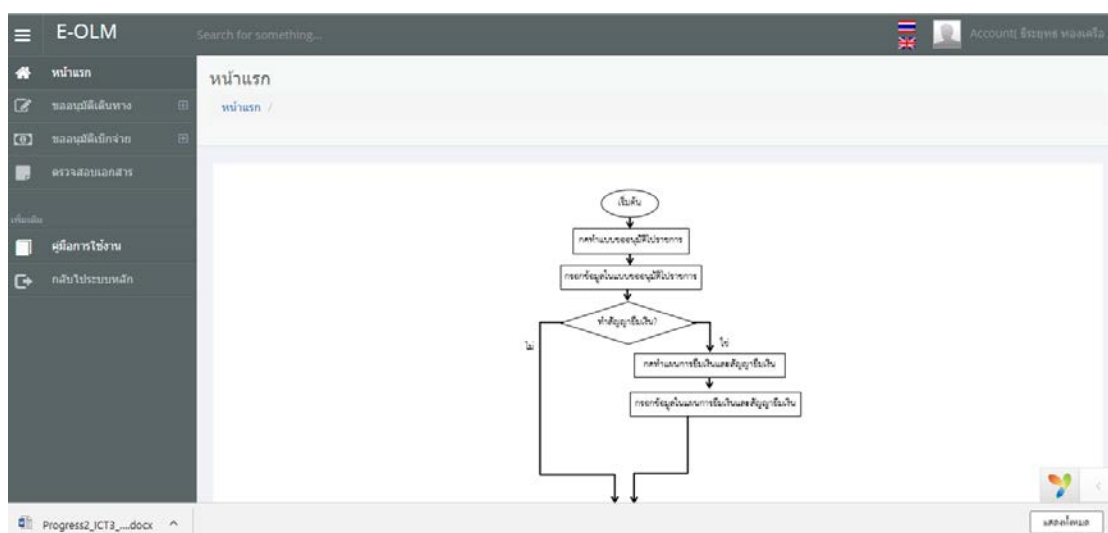 E-OLM
Search for something...
Account( ธีระยุทธ ทองเครือ
หน้าแรก
ขออนุมัติเดินทาง
ขออนุมัติเบิกจ่าย
ตรวจสอบเอกสาร
เพิ่มเติม
คู่มือการใช้งาน
กลับไประบบหลัก
หน้าแรก
หน้าแรก /
เริ่มต้น
กดทำแบบขออนุมัติไปราชการ
กรอกข้อมูลในแบบขออนุมัติไปราชการ
ทำสัญญายืมเงิน?
ไม่
ใช่
กดทำแผนการยืมเงินและสัญญายืมเงิน
กรอกข้อมูลในแผนการยืมเงินและสัญญายืมเงิน
Progress2_ICT3_....docx
แสดงทั้งหมด